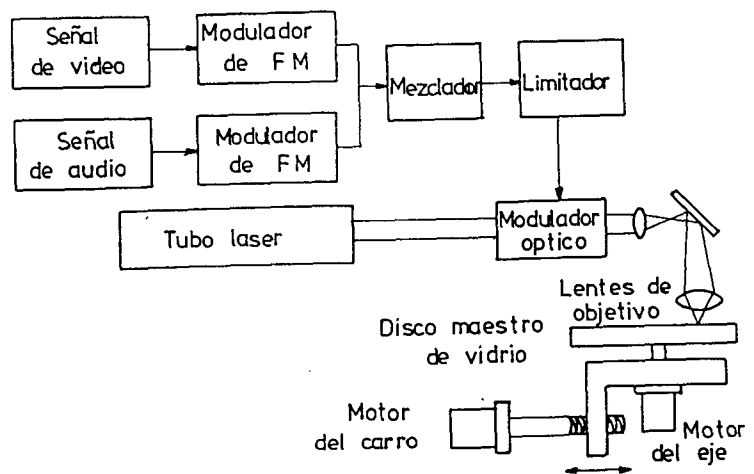 Señal
de video
Modulador
de FM
Mezclador
Limitador
Señal
de audio
Modulador
de FM
Tubo laser
Modulador
optico
Lentes de
objetivo
Disco maestro
de vidrio
Motor
del carro
Motor
del eje